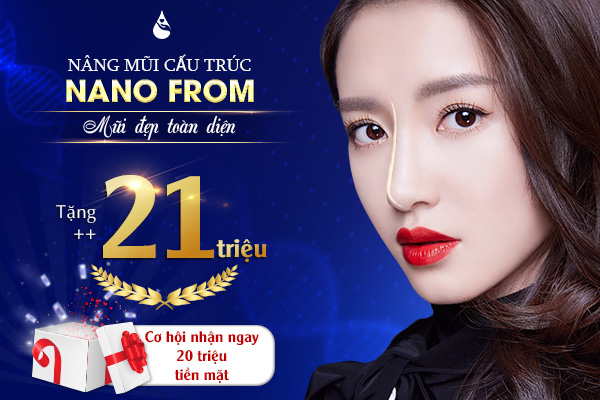 NÂNG MŨI CẤU TRÚC
NANO FROM
Mũi đẹp toàn diện
Tặng
++
21 triệu
Cơ hội nhận ngay
20 triệu
tiền mặt